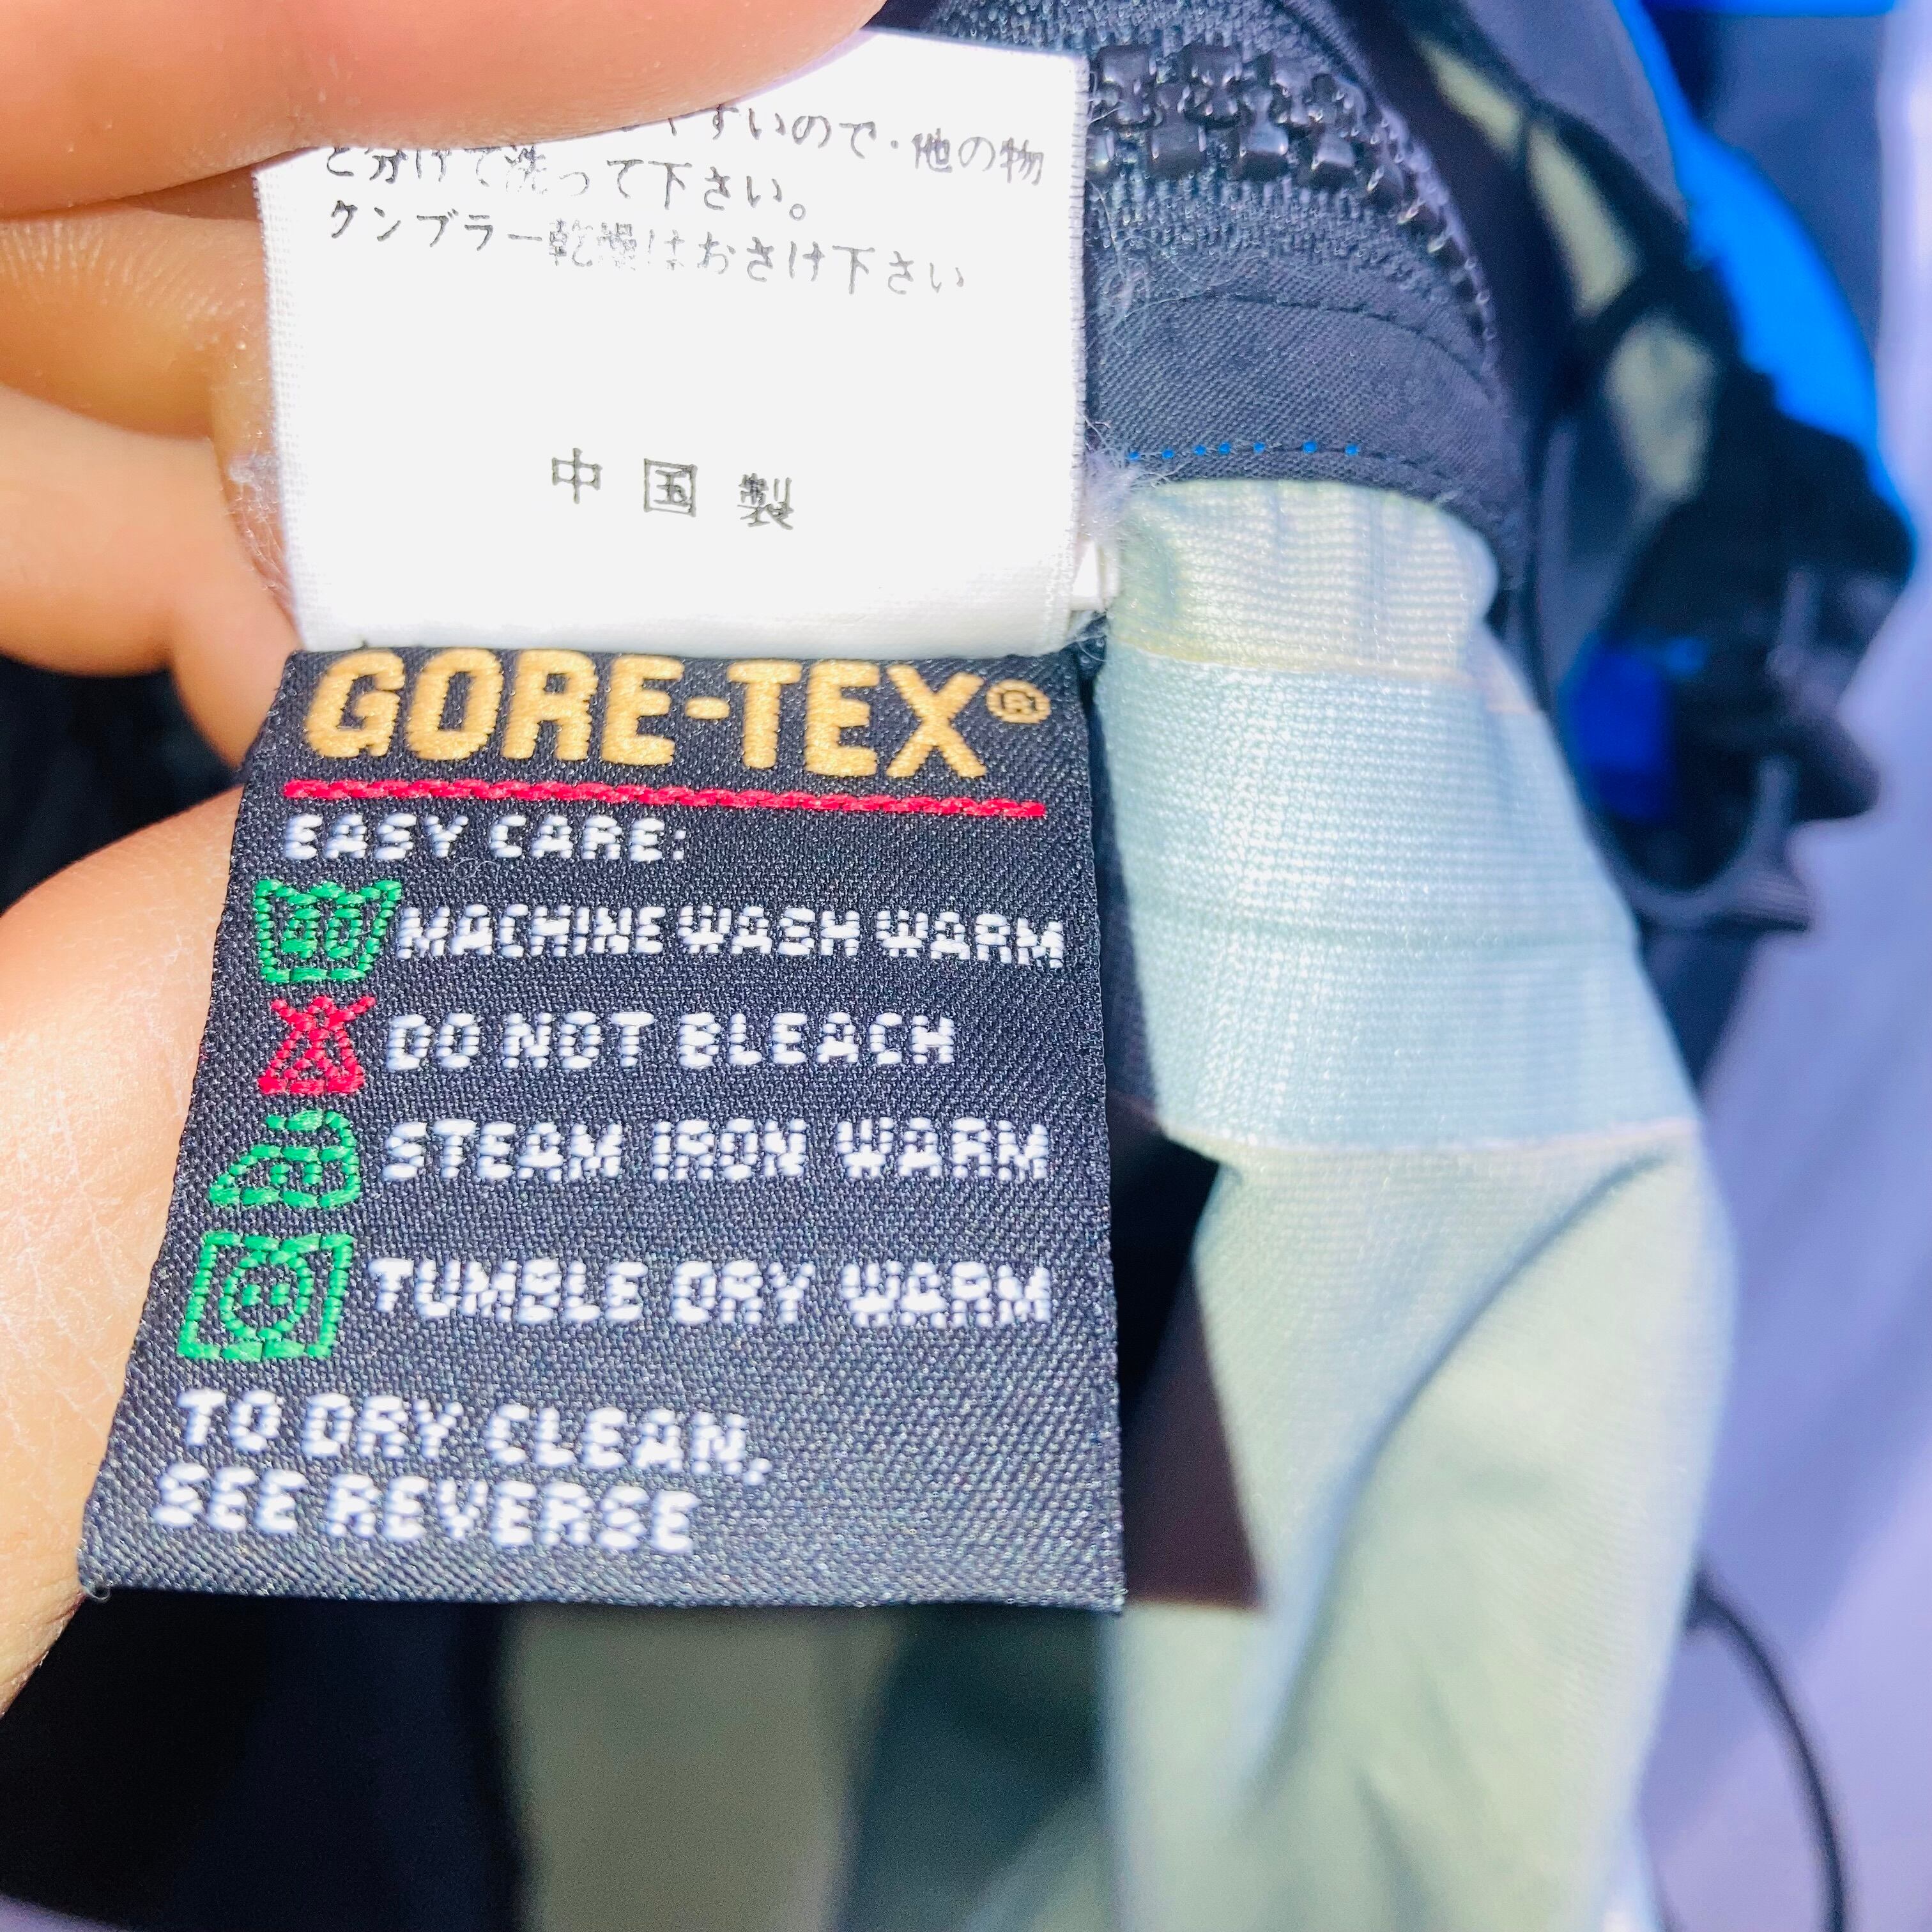 すいので・他の物
と分けて洗って下さい。
タンブラー乾燥はおさけ下さい
中国製
GORE-TEX®
EASY CARE:
40 MACHINE WASH WARM
DO NOT BLEACH
STEAM IRON WARM
TUMBLE DRY WARM
TO DRY CLEAN,
SEE REVERSE